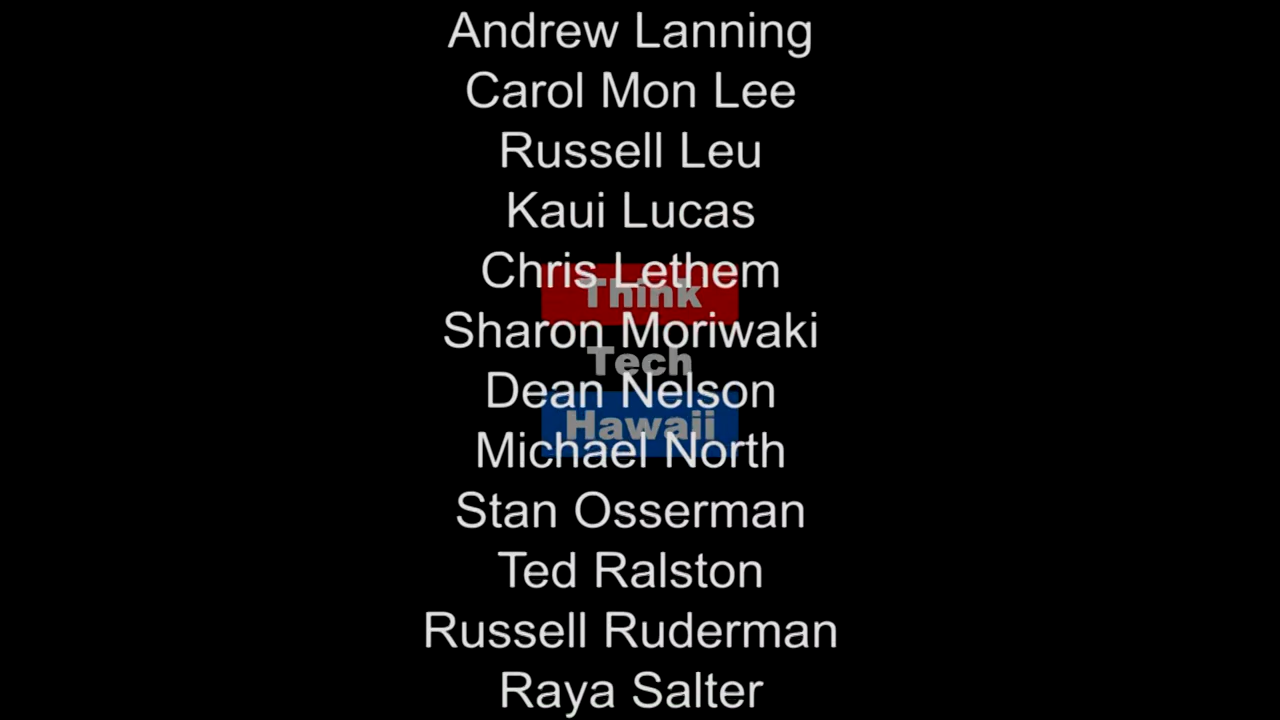 Andrew Lanning
Carol Mon Lee
Russell Leu
Kaui Lucas
Chris Lethem
Think
Sharon Moriwaki
Tech
Dean Nelson
Hawaii
Michael North
Stan Osserman
Ted Ralston
Russell Ruderman
Raya Salter